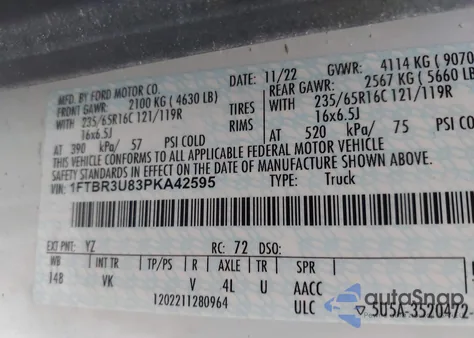 MFD. BY FORD MOTOR CO.
DATE: 11/22 GVWR: 4114 KG ( 9070
FRONT GAWR: 2100 KG ( 4630 LB)
REAR GAWR: 2567 KG ( 5660 LB)
WITH 235/65R16C 121/119R TIRES 235/65R16C 121/119R
16x6.5J RIMS 16x6.5J
AT 390 kPa/ 57 PSI COLD AT 520 kPa/ 75 PSI COLD
THIS VEHICLE CONFORMS TO ALL APPLICABLE FEDERAL MOTOR VEHICLE
SAFETY STANDARDS IN EFFECT ON THE DATE OF MANUFACTURE SHOWN ABOVE.
VIN: 1FTBR3U83PKA42595 TYPE: Truck
EXT PNT: YZ RC: 72 DSO:
WB INT TR TP/PS R AXLE TR SPR
148 VK V 4L U AACC
1202211280964 ULC 5U5A-3520472-
autoSnap